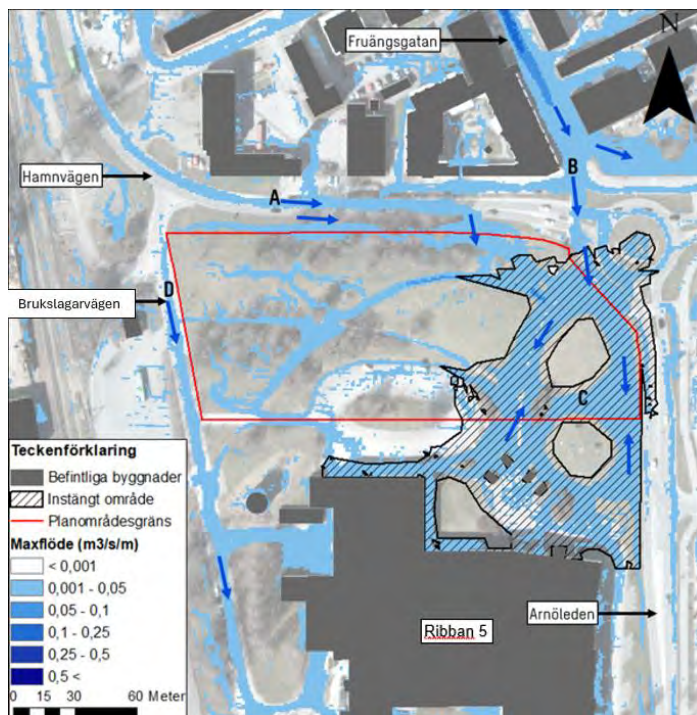 Fruängsgatan
N
Hamnvägen
B
A
Brukslagarvägen
D
C
Teckenförklaring
Befintliga byggnader
Instängt område
Planområdesgräns
Maxflöde (m3/s/m)
< 0,001
0,001 - 0,05
0,05 - 0,1
0,1 - 0,25
0,25 - 0,5
0,5 <
0 15 30 60 Meter
Ribban 5
Arnöleden